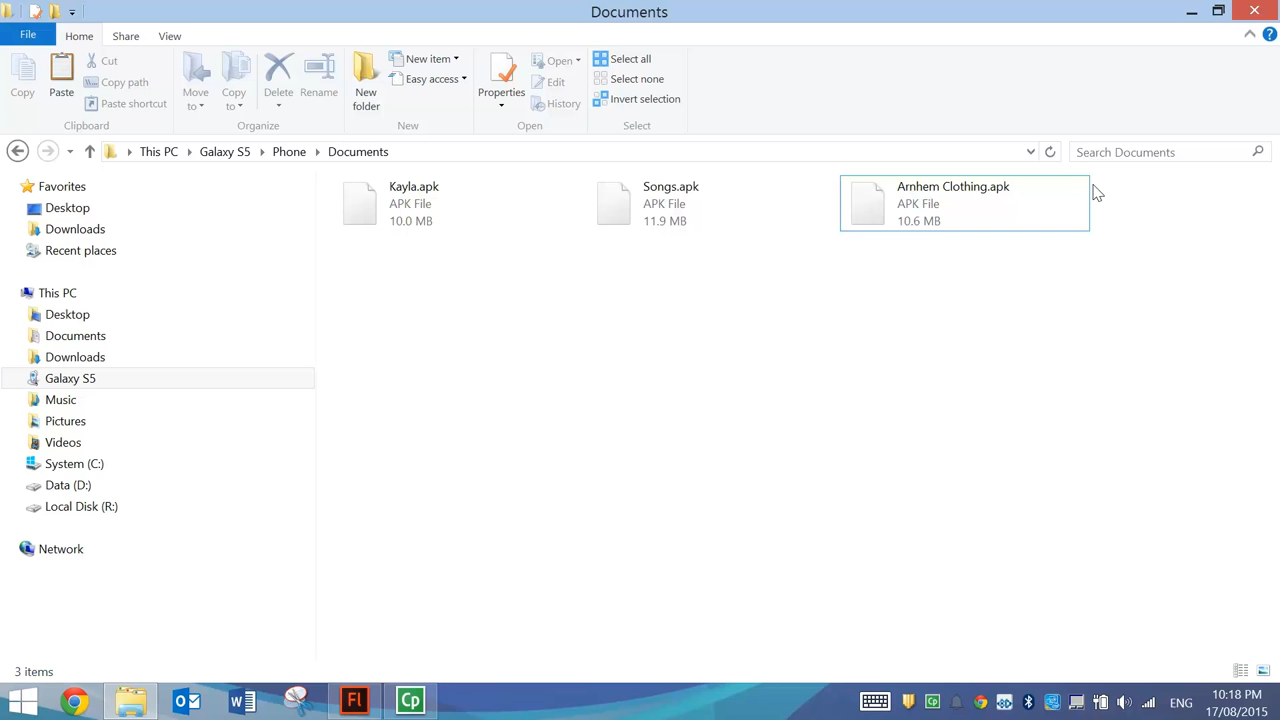 Documents
File Home Share View
Copy
Paste
Cut
Copy path
Paste shortcut
Clipboard
Move to
Copy to
Delete
Rename
Organize
New folder
New item
Easy access
New
Properties
Open
Edit
History
Open
Select all
Select none
Invert selection
Select
This PC Galaxy S5 Phone Documents
Search Documents
Favorites
Desktop
Downloads
Recent places
This PC
Desktop
Documents
Downloads
Galaxy S5
Music
Pictures
Videos
System (C:)
Data (D:)
Local Disk (R:)
Network
Kayla.apk
APK File
10.0 MB
Songs.apk
APK File
11.9 MB
Arnhem Clothing.apk
APK File
10.6 MB
3 items
Fl
Cp
ENG
10:18 PM
17/08/2015